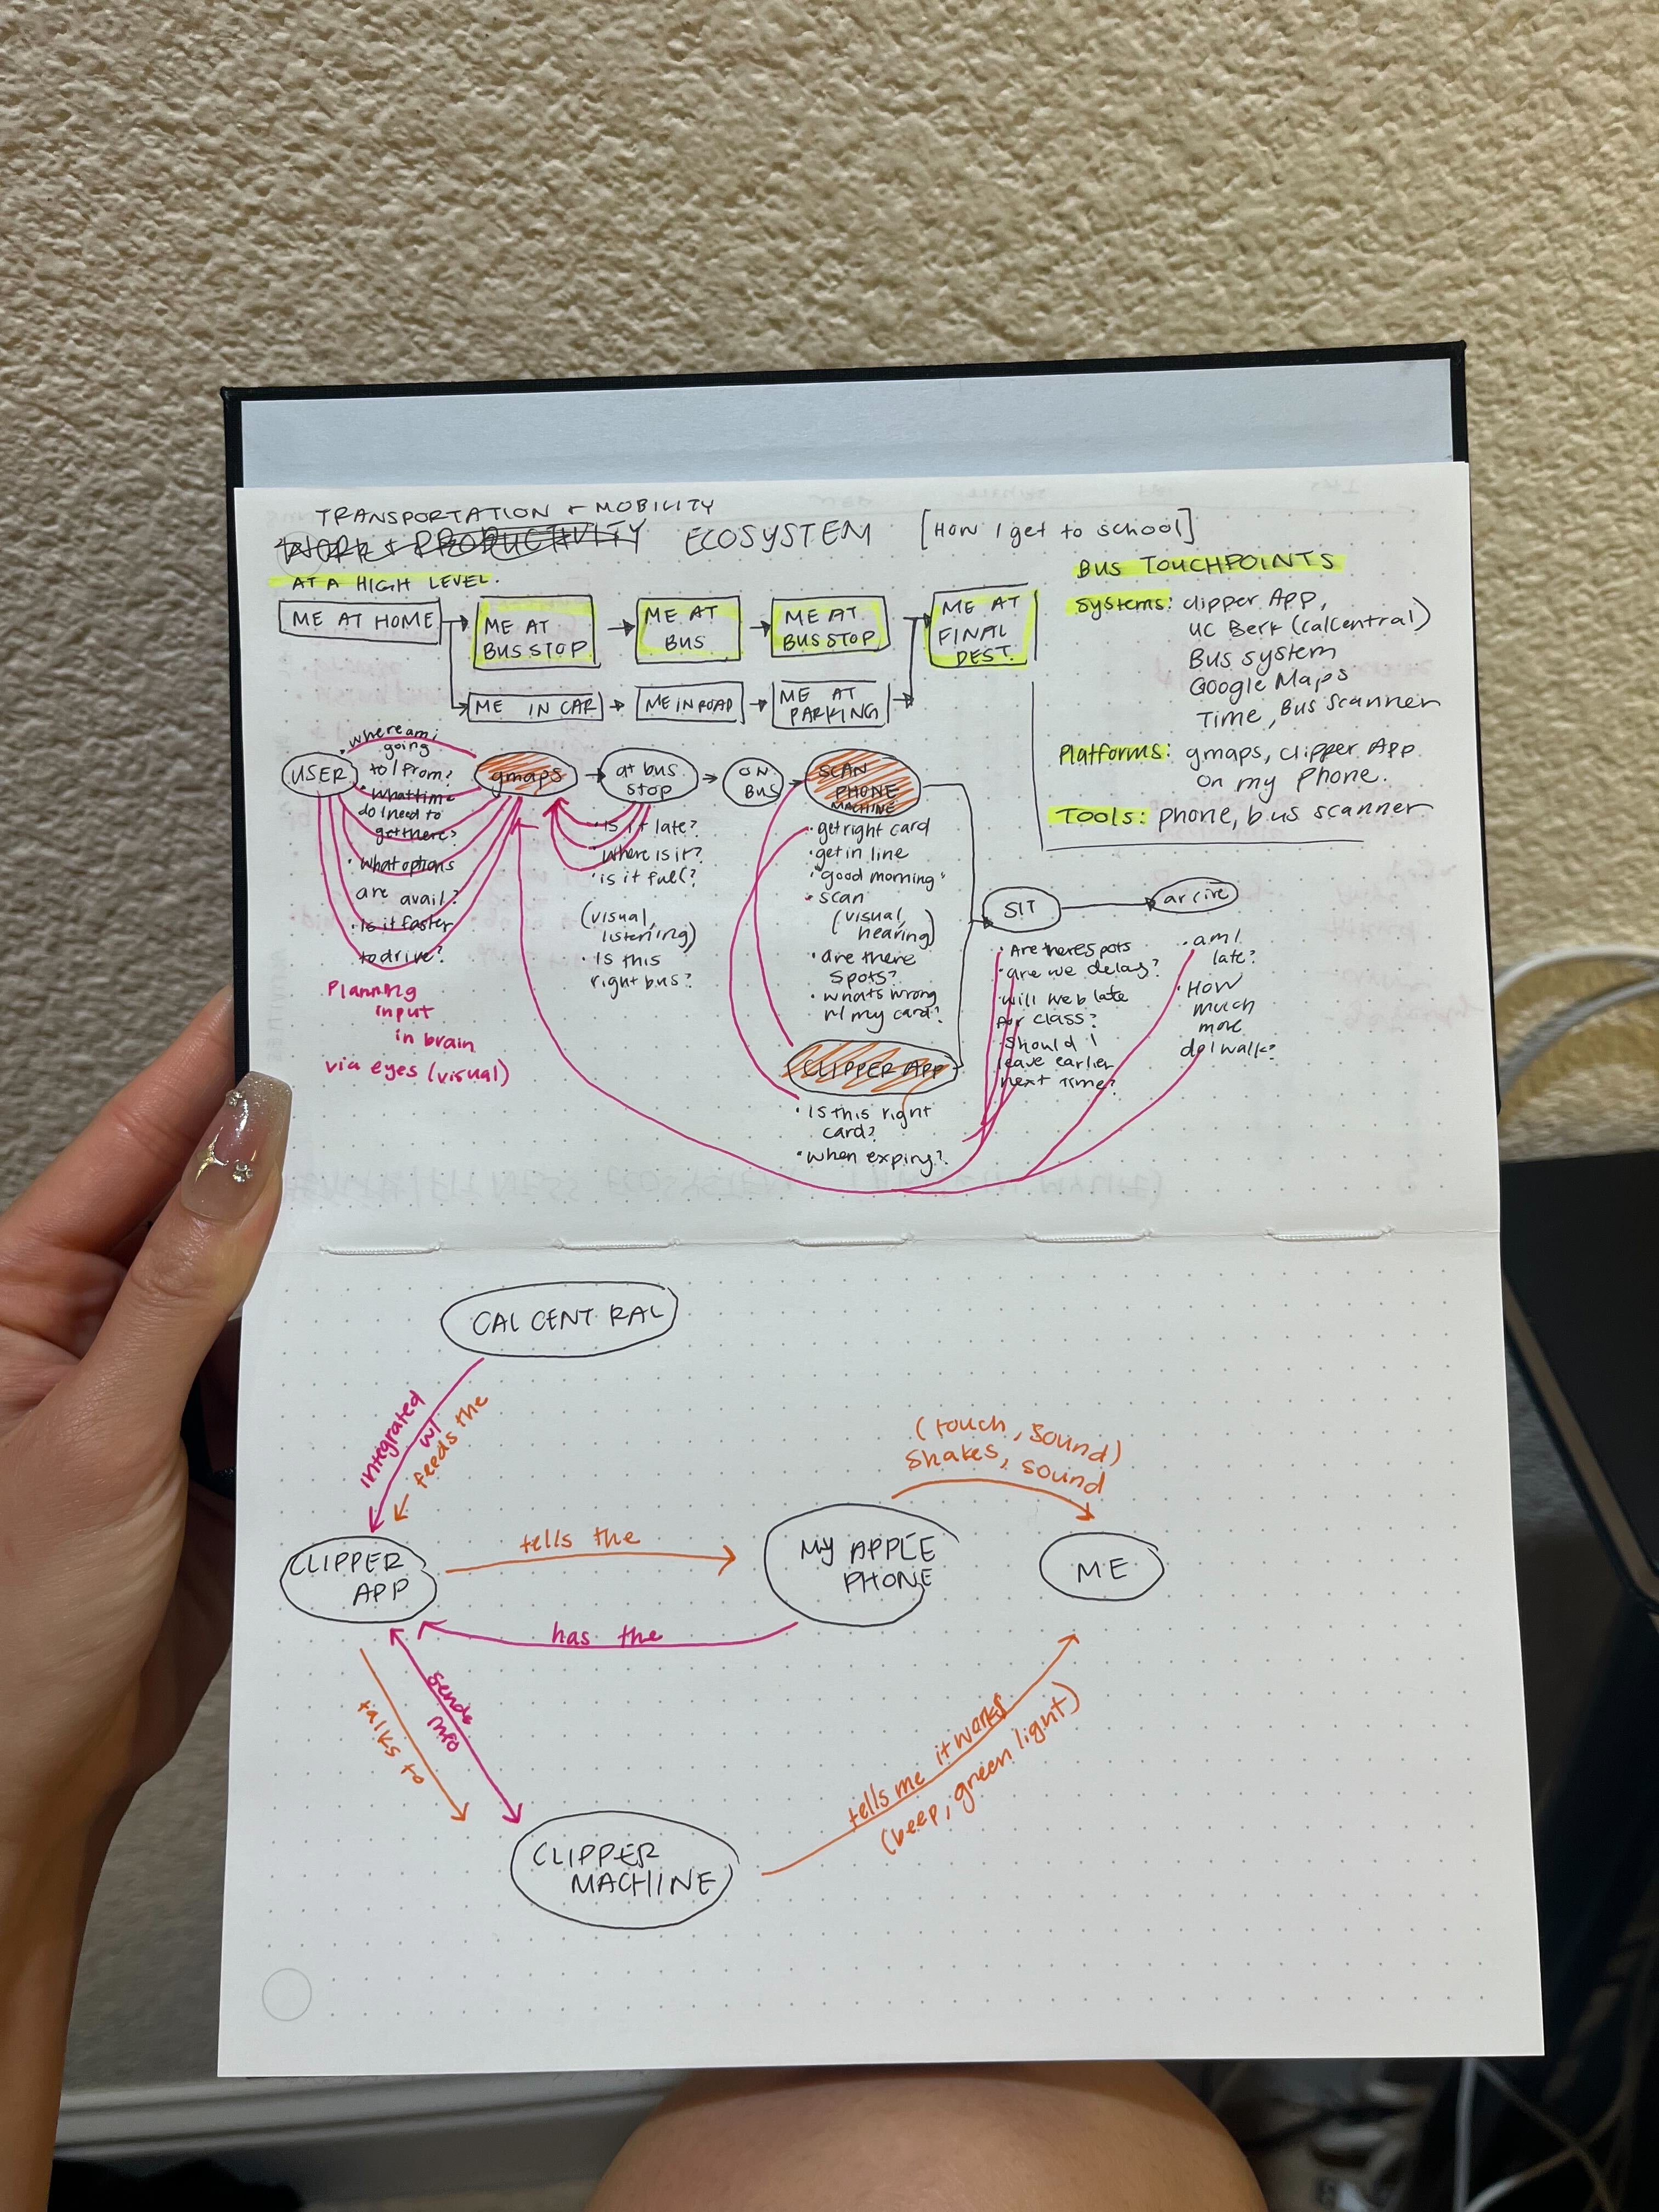 TRANSPORTATION + MOBILITY
WORK + PRODUCTIVITY ECOSYSTEM [How I get to school]
AT A HIGH LEVEL.
ME AT HOME
ME AT
BUS STOP
ME AT
BUS
ME AT
BUS STOP
ME AT
FINAL
DEST.
ME IN CAR
ME IN ROAD
ME AT
PARKING
BUS TOUCHPOINTS
Systems: clipper App,
UC Berk (calcentral)
Bus system
Google Maps
Time, Bus scanner
Platforms: gmaps, clipper App
on my phone.
Tools: phone, bus scanner
USER
• where am i
going
to/from?
• what time
do I need to
get there?
• what options
are avail?
• Is it faster
to drive?
Planning
input
in brain
via eyes (visual)
gmaps
at bus
stop
• Is it late?
• Where is it?
• is it full?
(visual,
listening)
• Is this
right bus?
ON
BUS
SCAN
PHONE
MACHINE
• get right card
• get in line
• "good morning"
• scan
(visual,
hearing)
• are there
spots?
• whats wrong
w/ my card?
CLIPPER APP
• Is this right
card?
• when expiry?
SIT
• Are there spots
• are we delay?
• will we b late
for class?
• Should I
leave earlier
next time?
arrive
• am I
late?
• How
much
more
do I walk?
CAL CENTRAL
integrated
w/
feeds the
(touch, sound)
shakes, sound
CLIPPER
APP
tells the
MY APPLE
PHONE
ME
has the
sends
info
talks to
tells me it works
(beep, green light)
CLIPPER
MACHINE